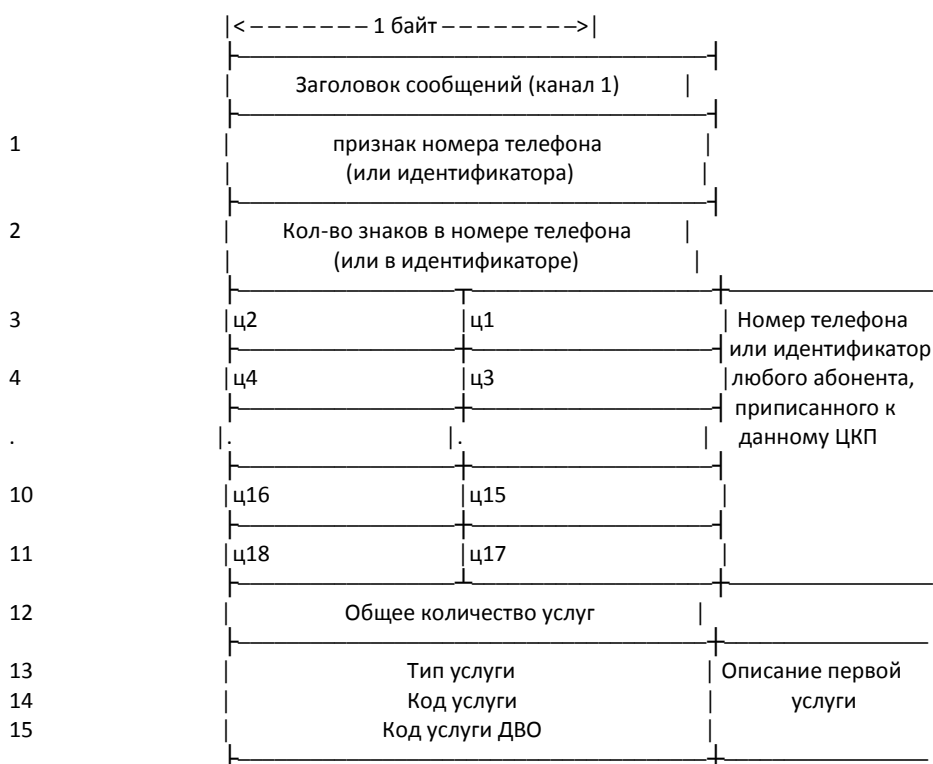 |< – – – – – – – 1 байт – – – – – – – –>|
Заголовок сообщений (канал 1)
1 признак номера телефона
(или идентификатора)
2 Кол-во знаков в номере телефона
(или в идентификаторе)
3 ц2 ц1 Номер телефона
или идентификатор
4 ц4 ц3 любого абонента,
приписанного к
. . . данному ЦКП
10 ц16 ц15
11 ц18 ц17
12 Общее количество услуг
13 Тип услуги Описание первой
14 Код услуги услуги
15 Код услуги ДВО